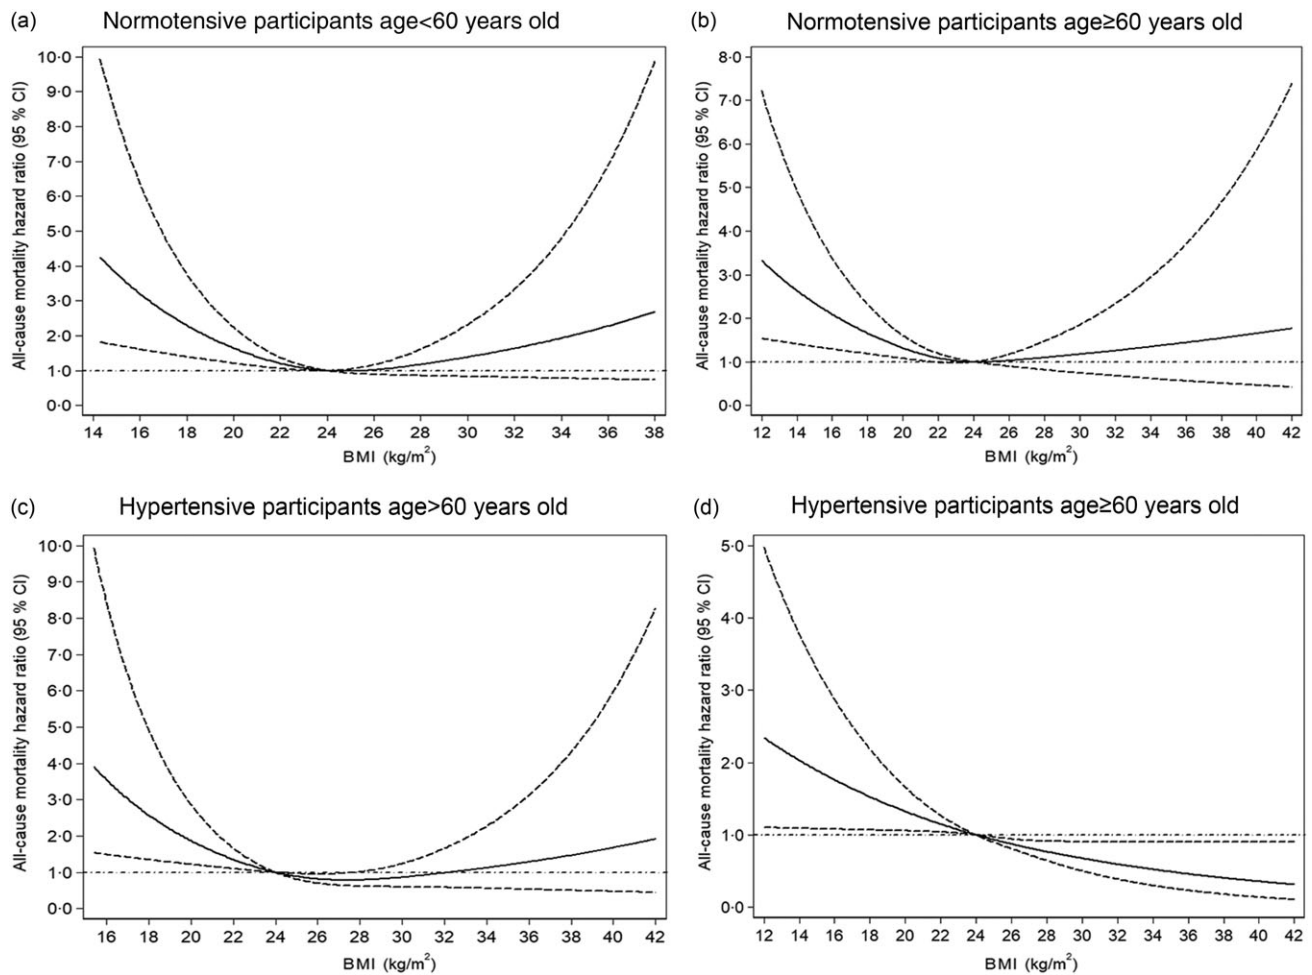 (a) Normotensive participants age<60 years old
All-cause mortality hazard ratio (95 % CI)
10·0
9·0
8·0
7·0
6·0
5·0
4·0
3·0
2·0
1·0
0·0
14 16 18 20 22 24 26 28 30 32 34 36 38
BMI (kg/m²)
(b) Normotensive participants age≥60 years old
All-cause mortality hazard ratio (95 % CI)
8·0
7·0
6·0
5·0
4·0
3·0
2·0
1·0
0·0
12 14 16 18 20 22 24 26 28 30 32 34 36 38 40 42
BMI (kg/m²)
(c) Hypertensive participants age>60 years old
All-cause mortality hazard ratio (95 % CI)
10·0
9·0
8·0
7·0
6·0
5·0
4·0
3·0
2·0
1·0
0·0
16 18 20 22 24 26 28 30 32 34 36 38 40 42
BMI (kg/m²)
(d) Hypertensive participants age≥60 years old
All-cause mortality hazard ratio (95 % CI)
5·0
4·0
3·0
2·0
1·0
0·0
12 14 16 18 20 22 24 26 28 30 32 34 36 38 40 42
BMI (kg/m²)